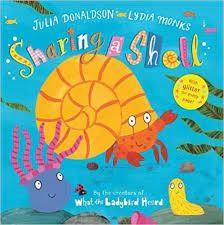 JULIA DONALDSON • LYDIA MONKS
Sharing a Shell
With
glitter
on every
page!
By the creators of
What the Ladybird Heard